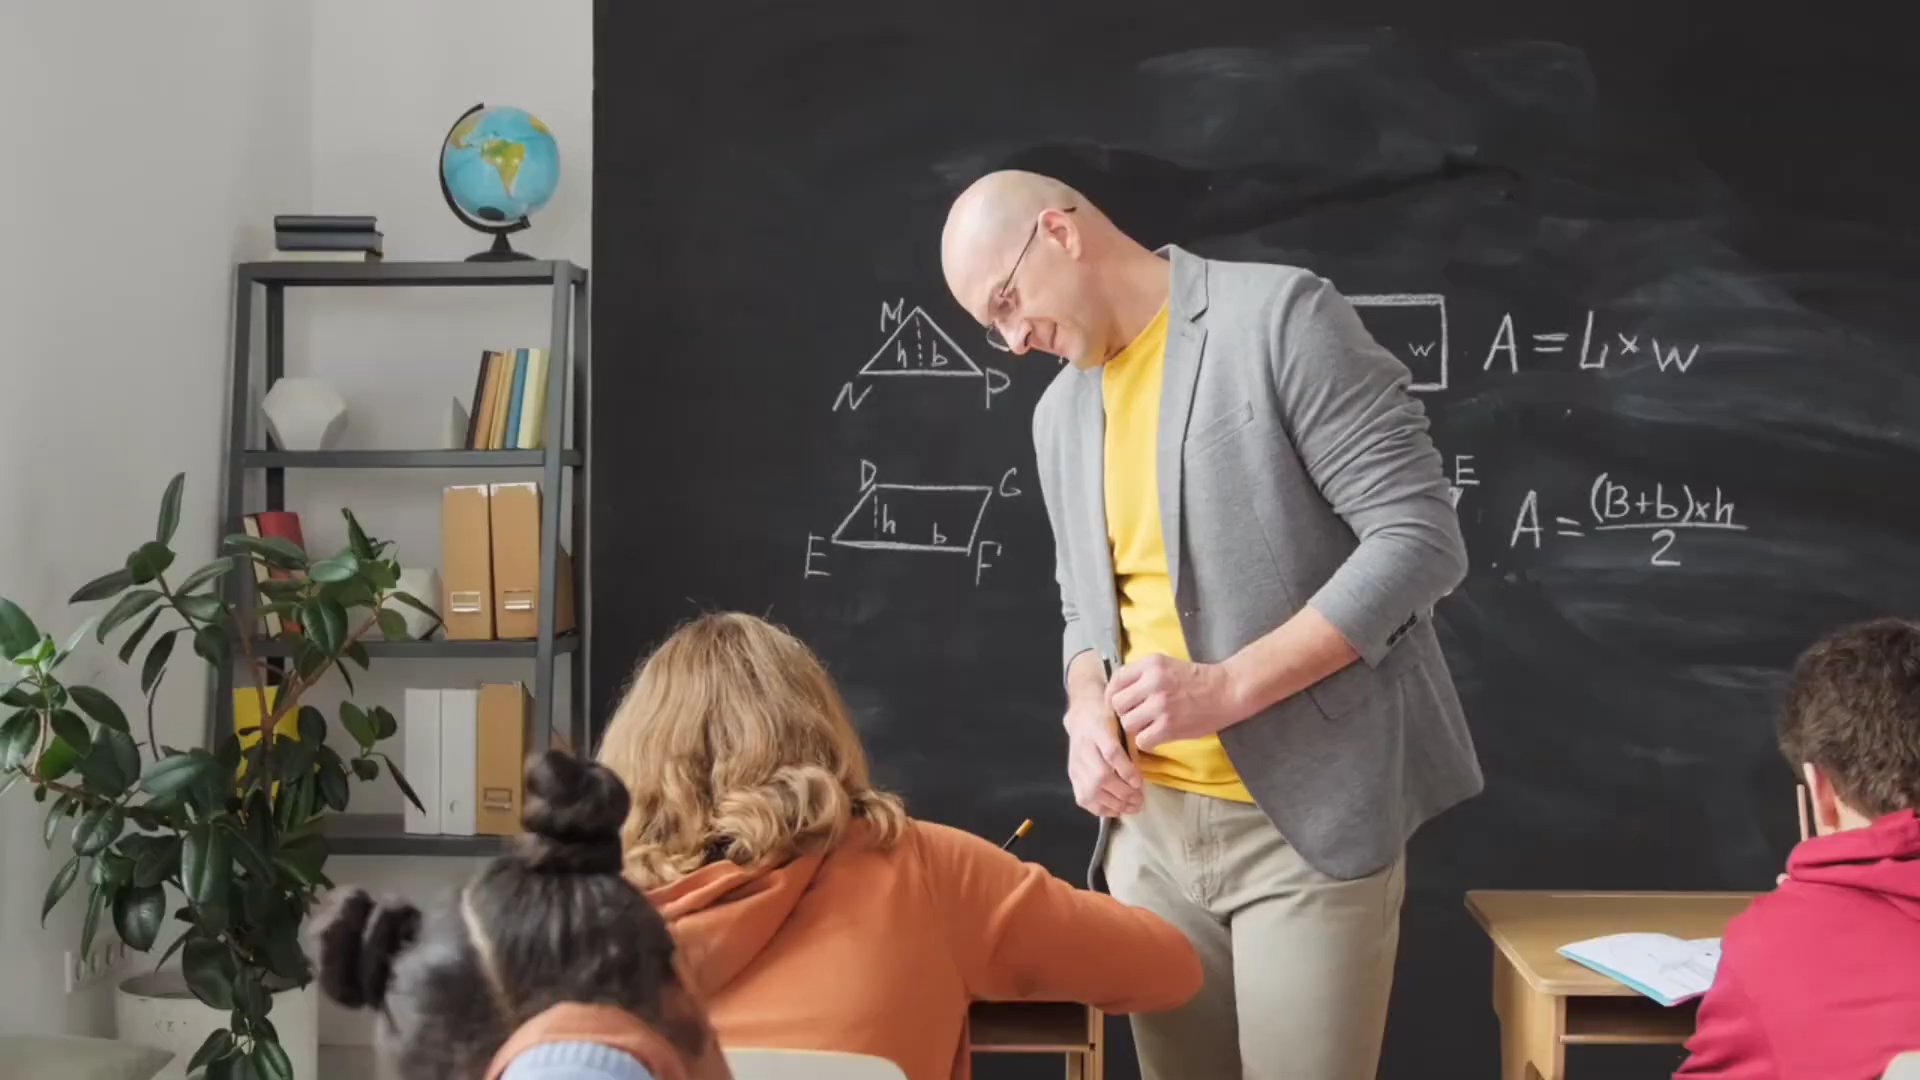 M
h b
N P
w
A = L × w
D G
h b
E F
E
A = (B+b)×h
2